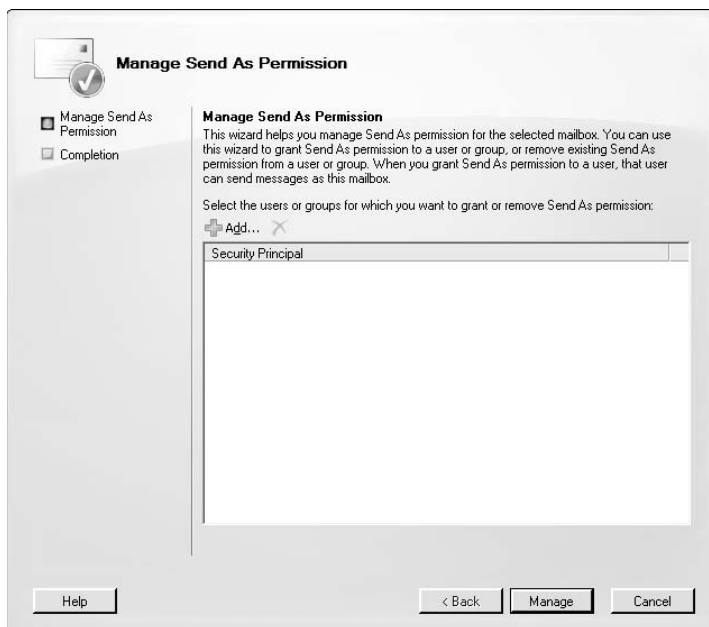 Manage Send As Permission
Manage Send As
Permission
Completion
Manage Send As Permission
This wizard helps you manage Send As permission for the selected mailbox. You can use
this wizard to grant Send As permission to a user or group, or remove existing Send As
permission from a user or group. When you grant Send As permission to a user, that user
can send messages as this mailbox.
Select the users or groups for which you want to grant or remove Send As permission:
Add...
Security Principal
Help
< Back
Manage
Cancel